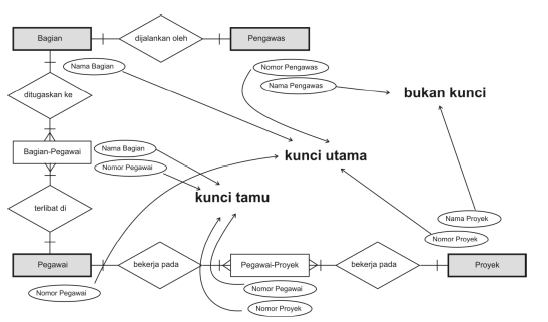 Bagian
dijalankan oleh
Pengawas
Nama Bagian
Nomor Pengawas
Nama Pengawas
bukan kunci
ditugaskan ke
Bagian-Pegawai
Nama Bagian
Nomor Pegawai
kunci utama
kunci tamu
terlibat di
Nama Proyek
Nomor Proyek
Pegawai
bekerja pada
Pegawai-Proyek
bekerja pada
Proyek
Nomor Pegawai
Nomor Pegawai
Nomor Proyek